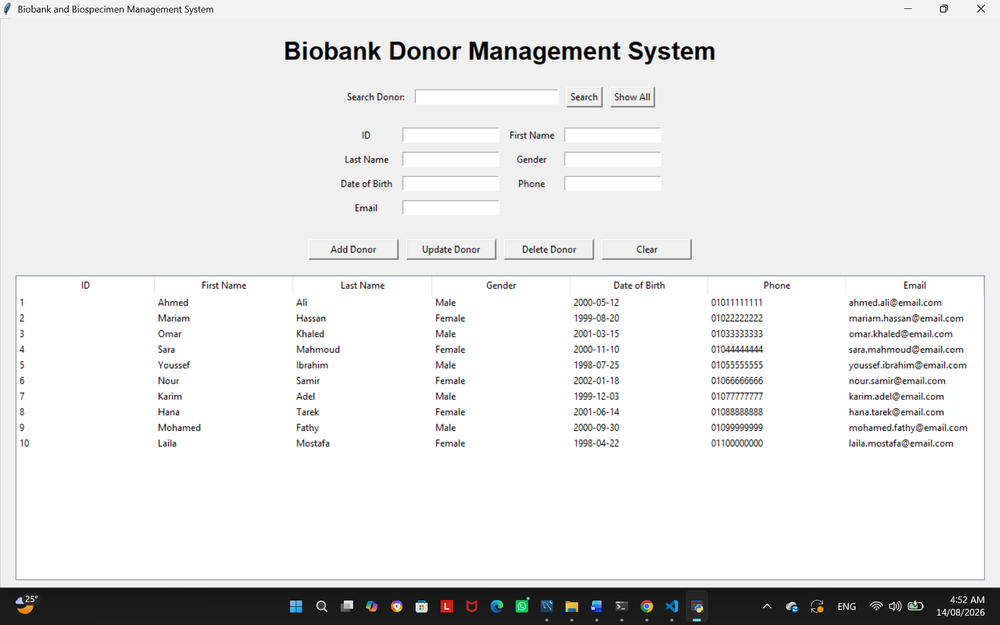 Biobank and Biospecimen Management System
Biobank Donor Management System
Search Donor: Search Show All
ID First Name
Last Name Gender
Date of Birth Phone
Email
Add Donor Update Donor Delete Donor Clear
ID First Name Last Name Gender Date of Birth Phone Email
1 Ahmed Ali Male 2000-05-12 01011111111 ahmed.ali@email.com
2 Mariam Hassan Female 1999-08-20 01022222222 mariam.hassan@email.com
3 Omar Khaled Male 2001-03-15 01033333333 omar.khaled@email.com
4 Sara Mahmoud Female 2000-11-10 01044444444 sara.mahmoud@email.com
5 Youssef Ibrahim Male 1998-07-25 01055555555 youssef.ibrahim@email.com
6 Nour Samir Female 2002-01-18 01066666666 nour.samir@email.com
7 Karim Adel Male 1999-12-03 01077777777 karim.adel@email.com
8 Hana Tarek Female 2001-06-14 01088888888 hana.tarek@email.com
9 Mohamed Fathy Male 2000-09-30 01099999999 mohamed.fathy@email.com
10 Laila Mostafa Female 1998-04-22 01100000000 laila.mostafa@email.com
25°
L
W
ENG
4:52 AM
14/08/2026